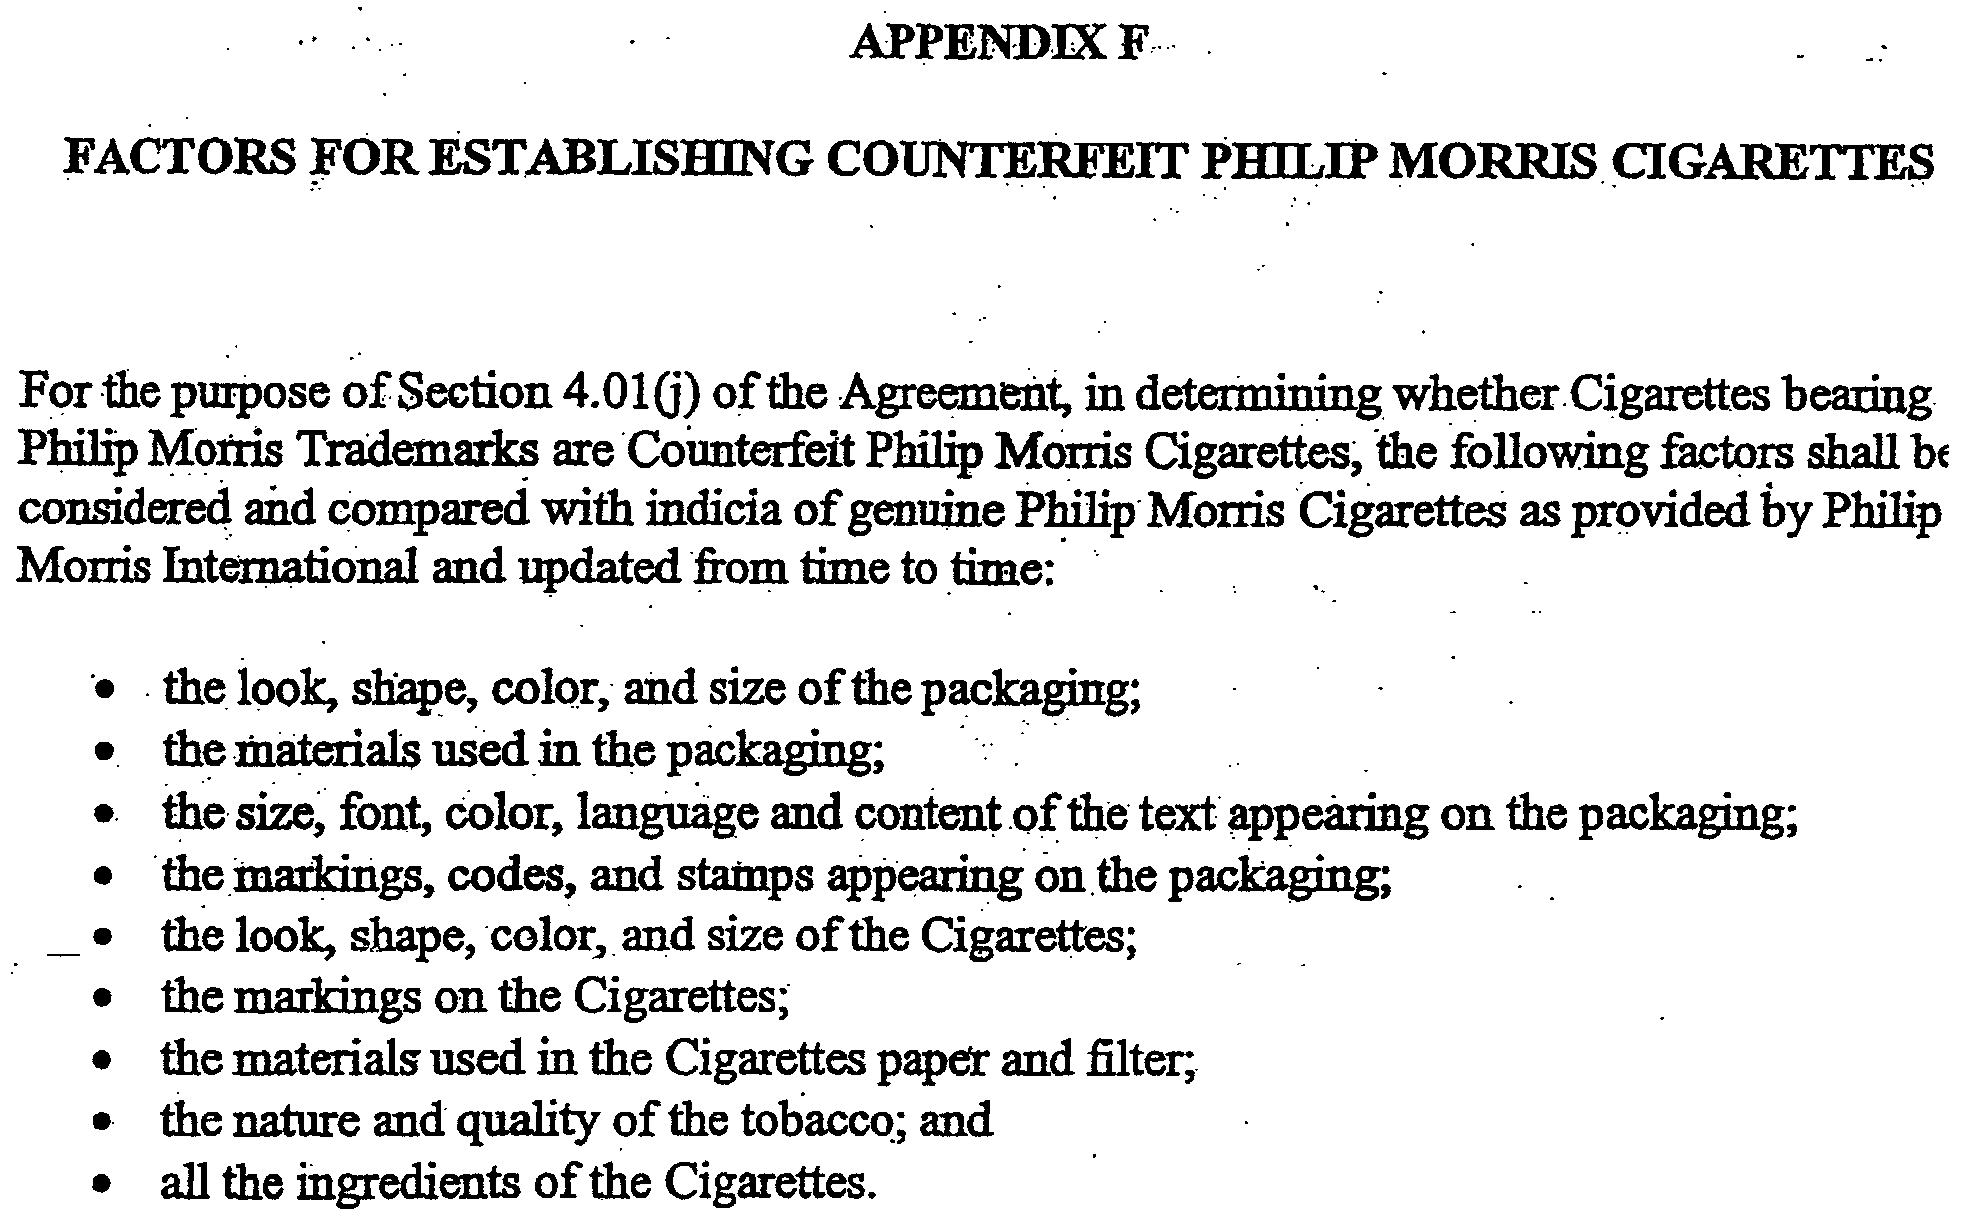 APPENDIX F
FACTORS FOR ESTABLISHING COUNTERFEIT PHILIP MORRIS CIGARETTES
For the purpose of Section 4.01(j) of the Agreement, in determining whether Cigarettes bearing
Philip Morris Trademarks are Counterfeit Philip Morris Cigarettes, the following factors shall be
considered and compared with indicia of genuine Philip Morris Cigarettes as provided by Philip
Morris International and updated from time to time:
• the look, shape, color, and size of the packaging;
• the materials used in the packaging;
• the size, font, color, language and content of the text appearing on the packaging;
• the markings, codes, and stamps appearing on the packaging;
• the look, shape, color, and size of the Cigarettes;
• the markings on the Cigarettes;
• the materials used in the Cigarettes paper and filter;
• the nature and quality of the tobacco; and
• all the ingredients of the Cigarettes.